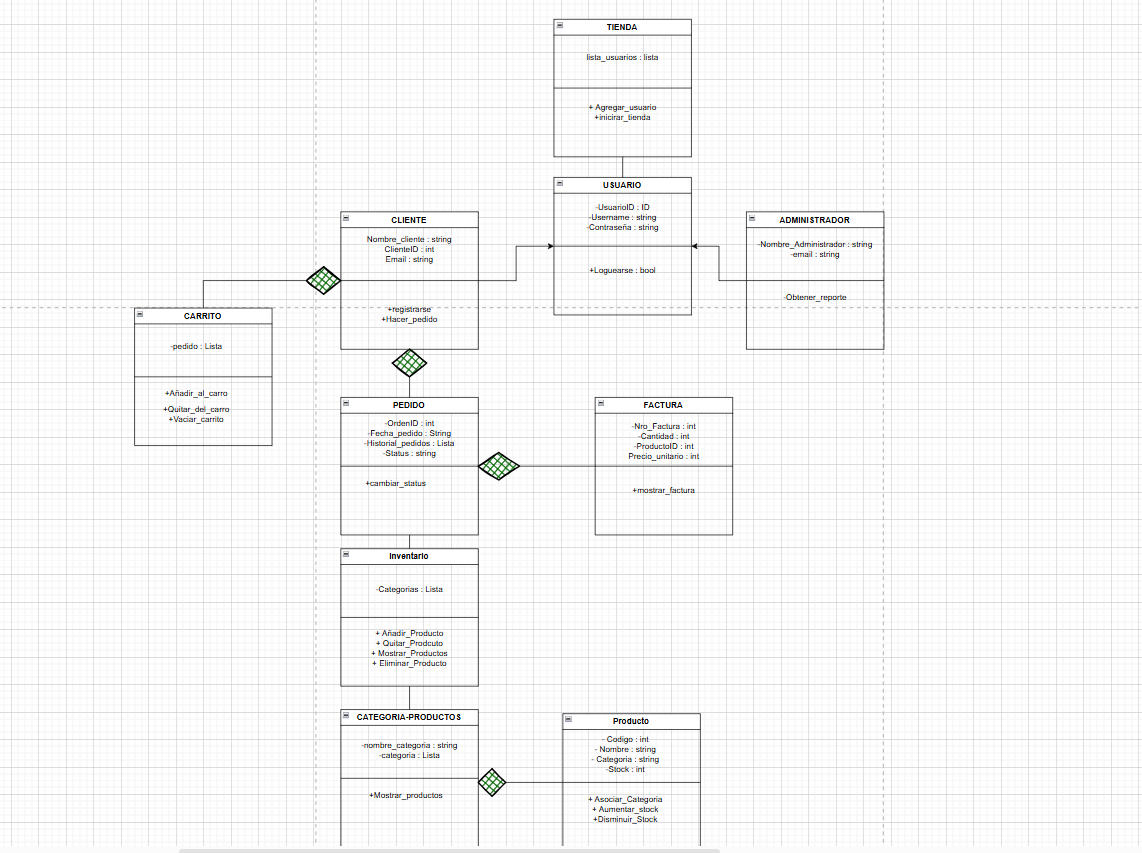 TIENDA
lista_usuarios : lista
+ Agregar_usuario
+inicirar_tienda
USUARIO
-UsuarioID : ID
-Username : string
-Contraseña : string
+Loguearse : bool
CLIENTE
Nombre_cliente : string
ClienteID : int
Email : string
+registrarse
+Hacer_pedido
ADMINISTRADOR
-Nombre_Administrador : string
-email : string
-Obtener_reporte
CARRITO
-pedido : Lista
+Añadir_al_carro
+Quitar_del_carro
+Vaciar_carrito
PEDIDO
-OrdenID : int
-Fecha_pedido : String
-Historial_pedidos : Lista
-Status : string
+cambiar_status
FACTURA
-Nro_Factura : int
-Cantidad : int
-ProductoID : int
Precio_unitario : int
+mostrar_factura
Inventario
-Categorias : Lista
+ Añadir_Producto
+ Quitar_Prodcuto
+ Mostrar_Productos
+ Eliminar_Producto
CATEGORIA-PRODUCTOS
-nombre_categoria : string
-categoria : Lista
+Mostrar_productos
Producto
- Codigo : int
- Nombre : string
- Categoria : string
-Stock : int
+ Asociar_Categoria
+ Aumentar_stock
+Disminuir_Stock